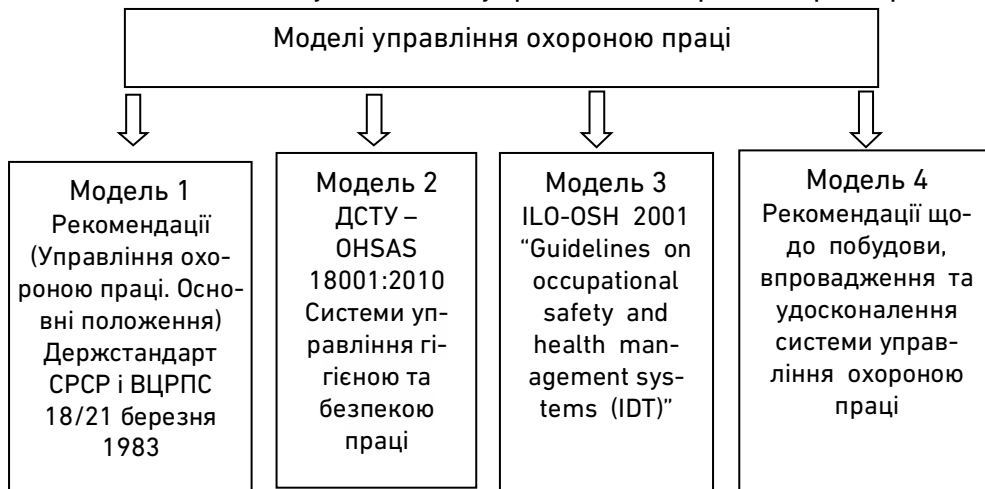 Моделі управління охороною праці
Модель 1
Рекомендації
(Управління охо-
роною праці. Осно-
вні положення)
Держстандарт
СРСР і ВЦРПС
18/21 березня
1983
Модель 2
ДСТУ –
OHSAS
18001:2010
Системи уп-
равління гі-
гієною та
безпекою
праці
Модель 3
ILO-OSH 2001
“Guidelines on
occupational
safety and
health man-
agement sys-
tems (IDT)”
Модель 4
Рекомендації що-
до побудови,
впровадження та
удосконалення
системи управ-
ління охороною
праці